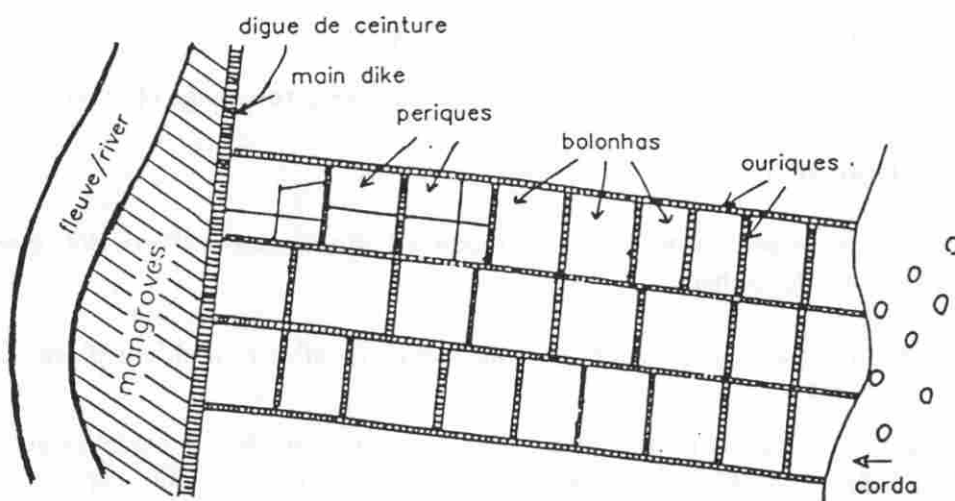 digue de ceinture
main dike
periques
bolonhas
ouriques
fleuve/river
mangroves
corda